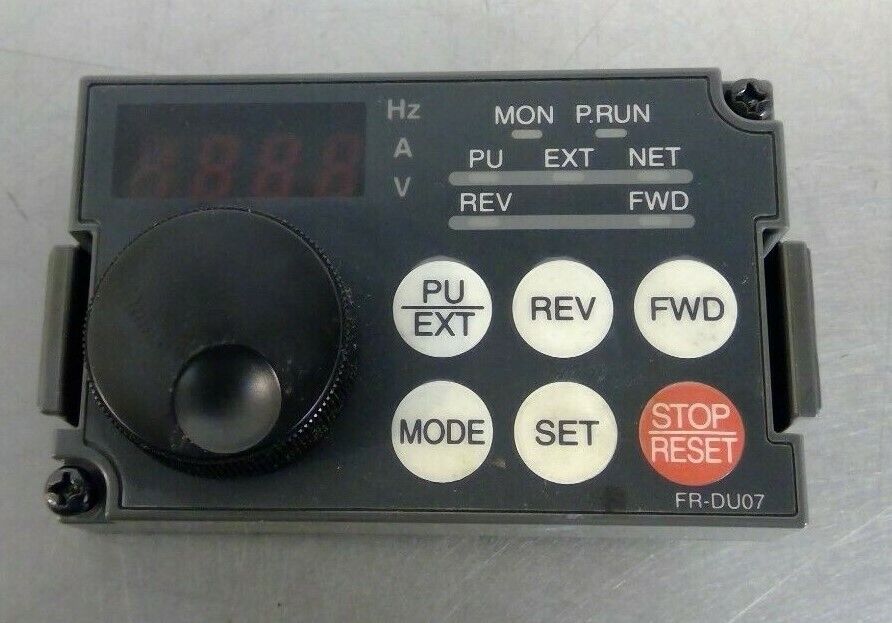 Hz
A
V
MON P.RUN
PU EXT NET
REV FWD
PU
EXT
REV
FWD
MODE
SET
STOP
RESET
FR-DU07